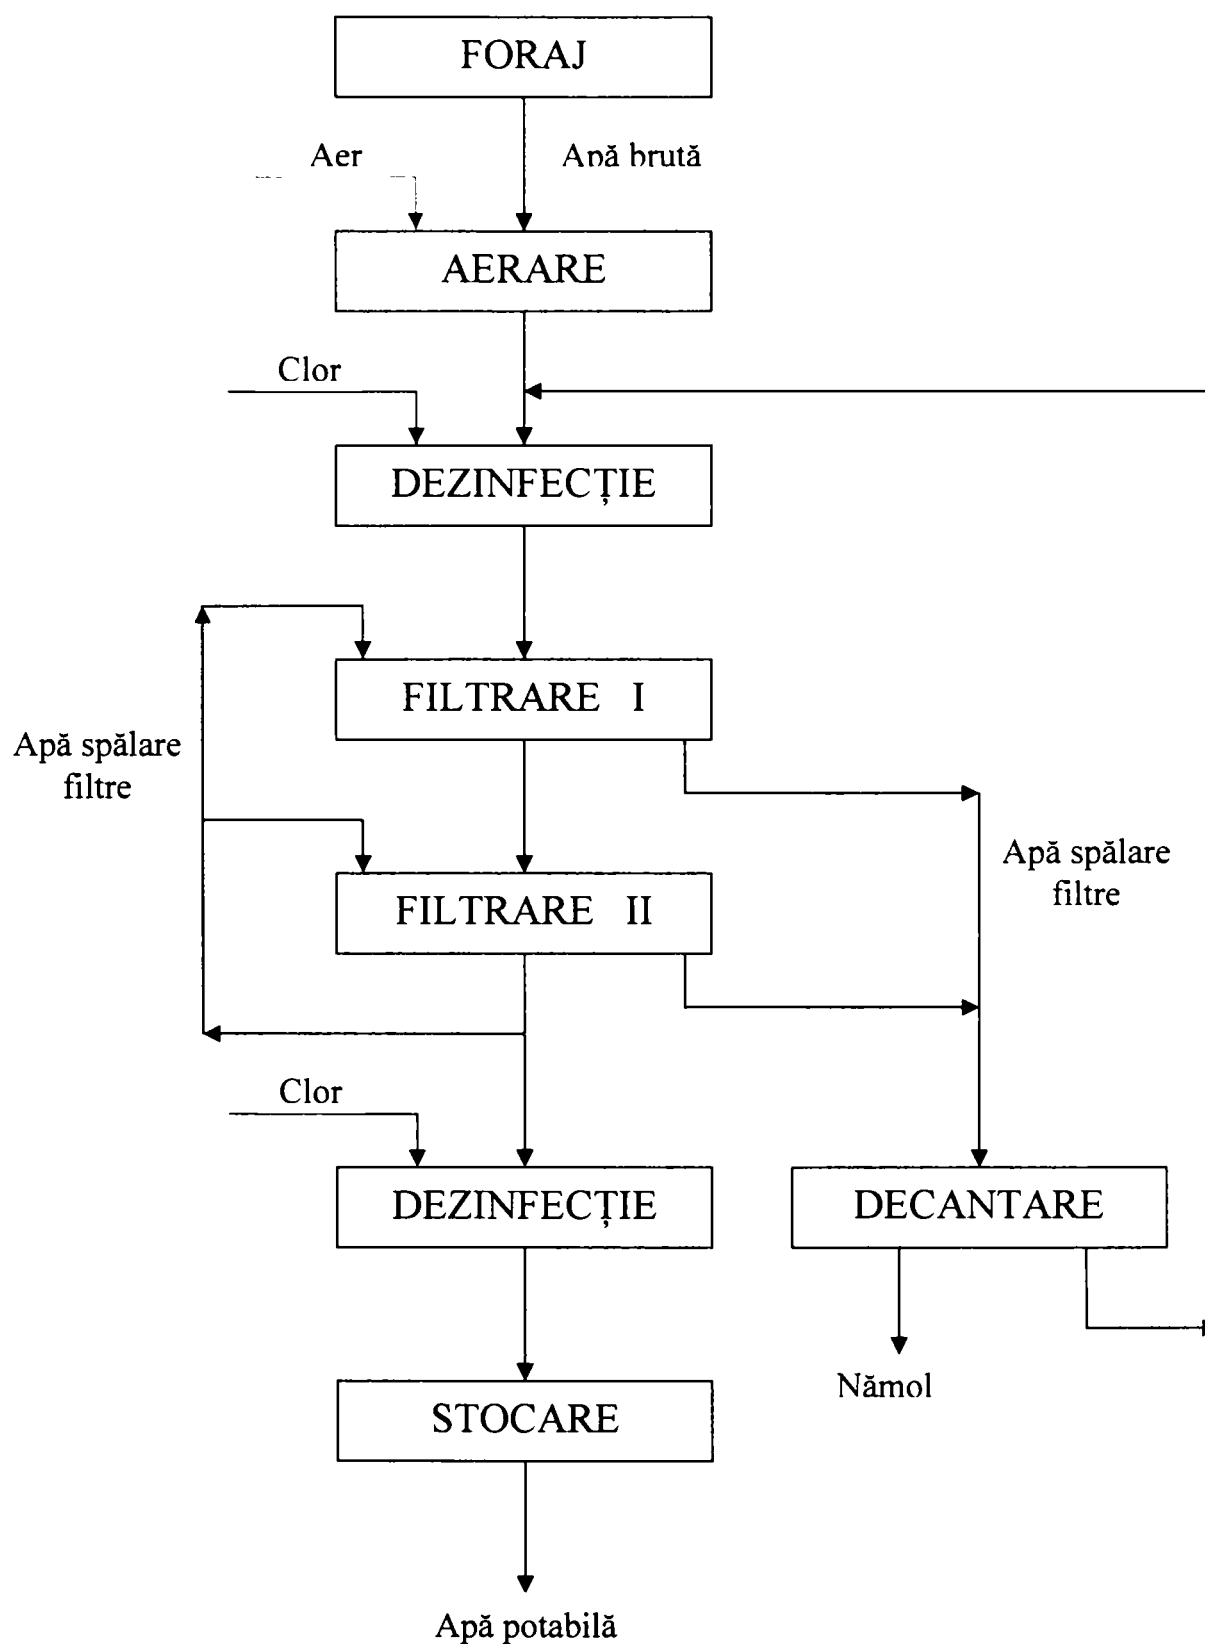 FORAJ
Aer
Apă brută
AERARE
Clor
DEZINFECȚIE
FILTRARE I
Apă spălare
filtre
Apă spălare
filtre
FILTRARE II
Clor
DEZINFECȚIE
DECANTARE
Nămol
STOCARE
Apă potabilă